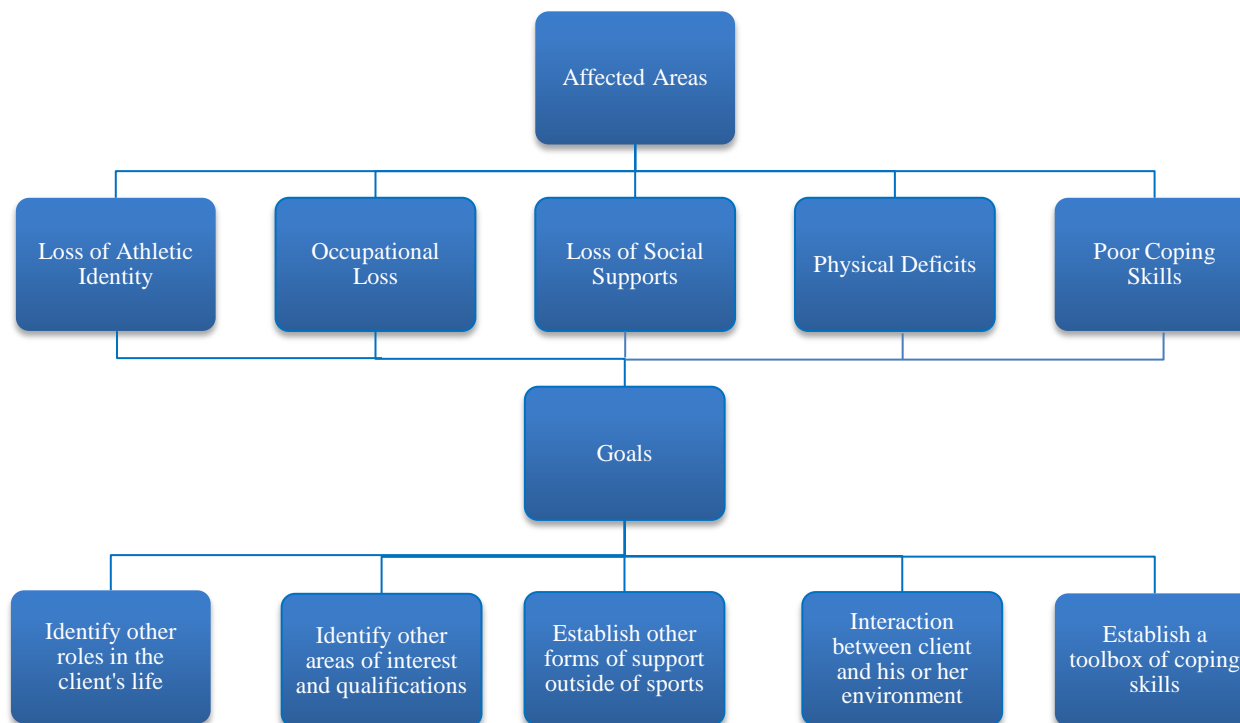 Affected Areas
Loss of Athletic
Identity
Occupational
Loss
Loss of Social
Supports
Physical Deficits
Poor Coping
Skills
Goals
Identify other
roles in the
client's life
Identify other
areas of interest
and qualifications
Establish other
forms of support
outside of sports
Interaction
between client
and his or her
environment
Establish a
toolbox of coping
skills